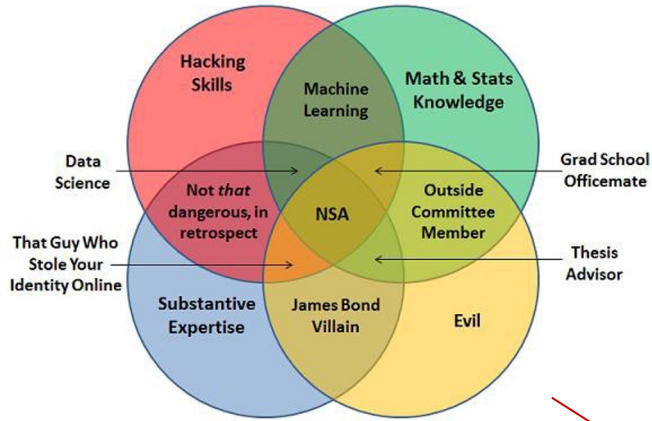 Hacking
Skills
Machine
Learning
Math & Stats
Knowledge
Data
Science
Grad School
Officemate
Not that
dangerous, in
retrospect
NSA
Outside
Committee
Member
That Guy Who
Stole Your
Identity Online
Thesis
Advisor
Substantive
Expertise
James Bond
Villain
Evil